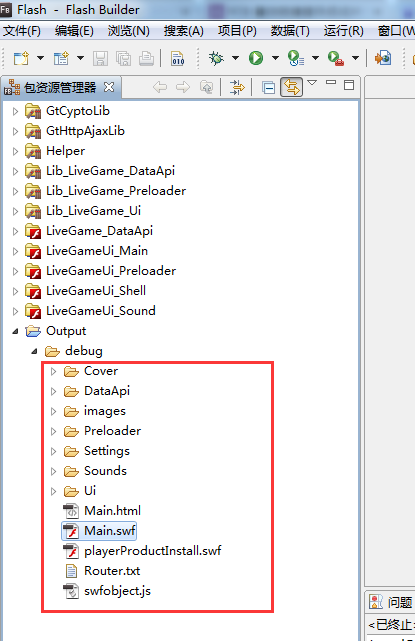 Flash - Flash Builder
文件(F) 编辑(E) 浏览(N) 搜索(A) 项目(P) 数据(T) 运行(R) 窗口(W
包资源管理器
GtCyptoLib
GtHttpAjaxLib
Helper
Lib_LiveGame_DataApi
Lib_LiveGame_Preloader
Lib_LiveGame_Ui
LiveGame_DataApi
LiveGameUi_Main
LiveGameUi_Preloader
LiveGameUi_Shell
LiveGameUi_Sound
Output
debug
Cover
DataApi
images
Preloader
Settings
Sounds
Ui
Main.html
Main.swf
playerProductInstall.swf
Router.txt
swfobject.js
问题
<已终止>